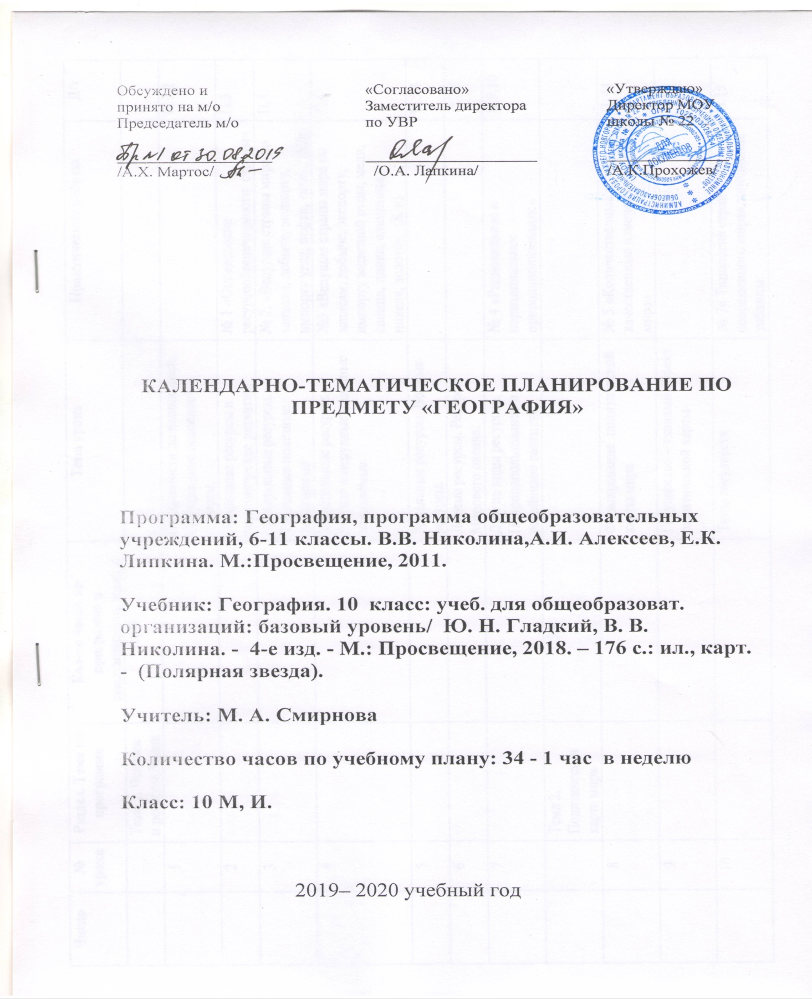 Обсуждено и
принято на м/о
Председатель м/о
Пр №1 от 30.08.2019
/А.Х. Мартос/
«Согласовано»
Заместитель директора
по УВР
/О.А. Лапкина/
«Утверждаю»
Директор МОУ
школы № 22
/А.К.Прохожев/
ДЛЯ
ДОКУМЕНТОВ
КАЛЕНДАРНО-ТЕМАТИЧЕСКОЕ ПЛАНИРОВАНИЕ ПО
ПРЕДМЕТУ «ГЕОГРАФИЯ»
Программа: География, программа общеобразовательных
учреждений, 6-11 классы. В.В. Николина,А.И. Алексеев, Е.К.
Липкина. М.:Просвещение, 2011.
Учебник: География. 10 класс: учеб. для общеобразоват.
организаций: базовый уровень/ Ю. Н. Гладкий, В. В.
Николина. - 4-е изд. - М.: Просвещение, 2018. – 176 с.: ил., карт.
- (Полярная звезда).
Учитель: М. А. Смирнова
Количество часов по учебному плану: 34 - 1 час в неделю
Класс: 10 М, И.
2019– 2020 учебный год